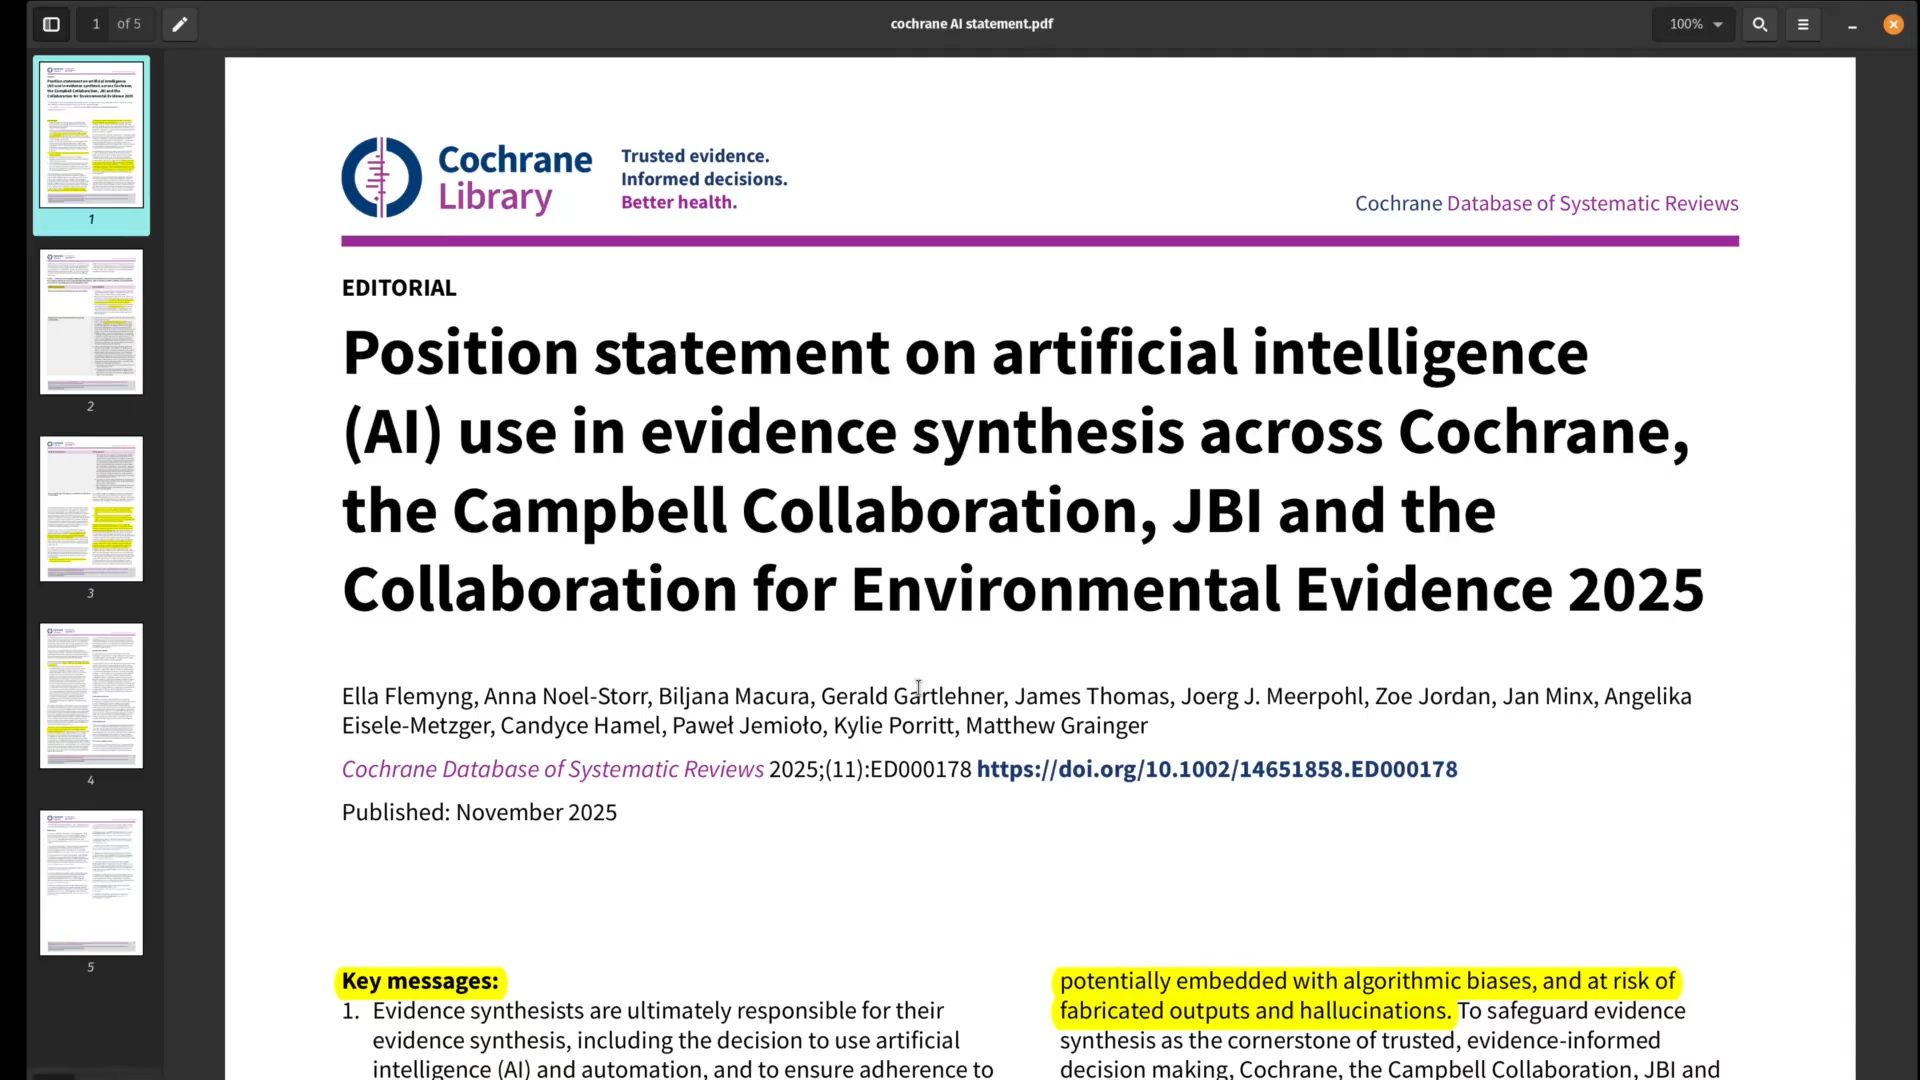 1 of 5
cochrane AI statement.pdf
100%
1
2
3
4
5
Cochrane
Library
Trusted evidence.
Informed decisions.
Better health.
Cochrane Database of Systematic Reviews
EDITORIAL
Position statement on artificial intelligence
(AI) use in evidence synthesis across Cochrane,
the Campbell Collaboration, JBI and the
Collaboration for Environmental Evidence 2025
Ella Flemyng, Anna Noel-Storr, Biljana Macura, Gerald Gartlehner, James Thomas, Joerg J. Meerpohl, Zoe Jordan, Jan Minx, Angelika
Eisele-Metzger, Candyce Hamel, Paweł Jemioło, Kylie Porritt, Matthew Grainger
Cochrane Database of Systematic Reviews 2025;(11):ED000178 https://doi.org/10.1002/14651858.ED000178
Published: November 2025
Key messages:
1. Evidence synthesists are ultimately responsible for their
evidence synthesis, including the decision to use artificial
intelligence (AI) and automation, and to ensure adherence to
potentially embedded with algorithmic biases, and at risk of
fabricated outputs and hallucinations. To safeguard evidence
synthesis as the cornerstone of trusted, evidence-informed
decision making, Cochrane, the Campbell Collaboration, JBI and